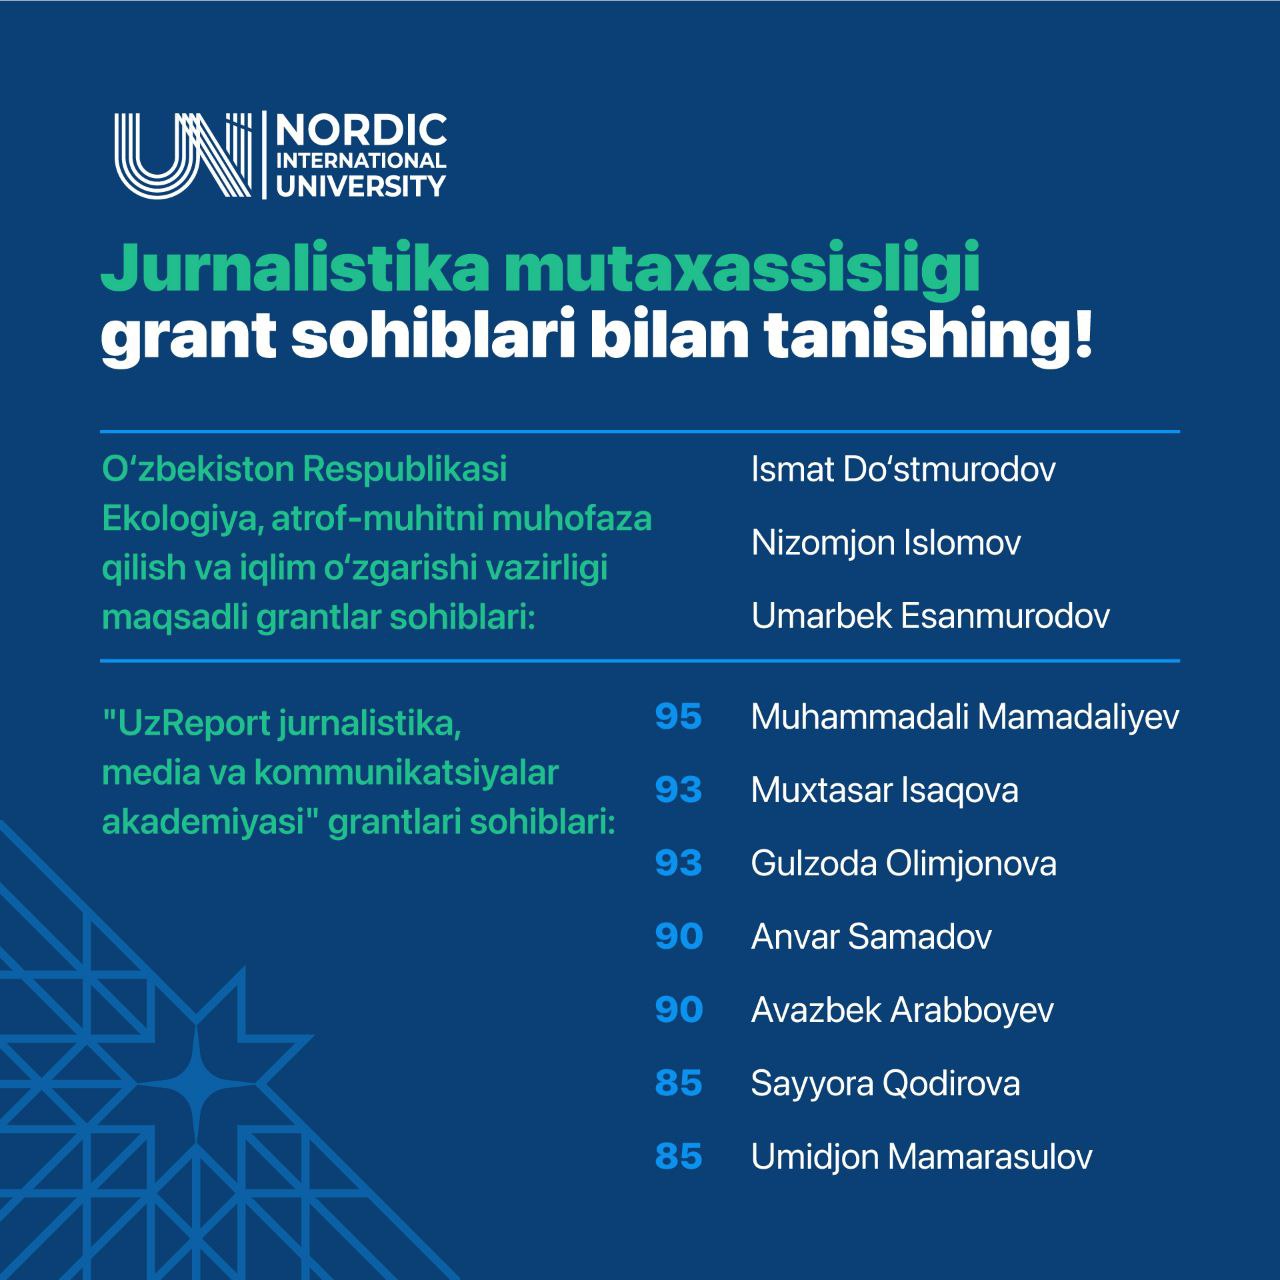 UN
NORDIC
INTERNATIONAL
UNIVERSITY
Jurnalistika mutaxassisligi
grant sohiblari bilan tanishing!
O‘zbekiston Respublikasi
Ekologiya, atrof-muhitni muhofaza
qilish va iqlim o‘zgarishi vazirligi
maqsadli grantlar sohiblari:
Ismat Do‘stmurodov
Nizomjon Islomov
Umarbek Esanmurodov
"UzReport jurnalistika,
media va kommunikatsiyalar
akademiyasi" grantlari sohiblari:
95 Muhammadali Mamadaliyev
93 Muxtasar Isaqova
93 Gulzoda Olimjonova
90 Anvar Samadov
90 Avazbek Arabboyev
85 Sayyora Qodirova
85 Umidjon Mamarasulov